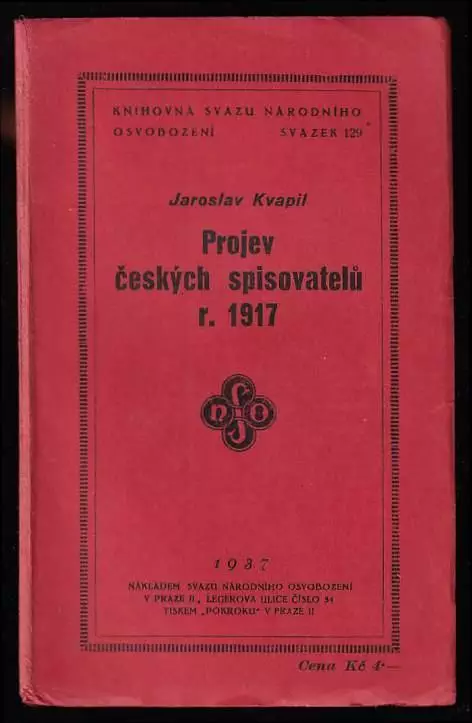 KNIHOVNA SVAZU NÁRODNÍHO
OSVOBOZENÍ SVAZEK 129
Jaroslav Kvapil
Projev
českých spisovatelů
r. 1917
1937
NÁKLADEM SVAZU NÁRODNÍHO OSVOBOZENÍ
V PRAZE II., LEGEROVA ULICE ČÍSLO 34
TISKEM „POKROKU“ V PRAZE II
Cena Kč 4·—